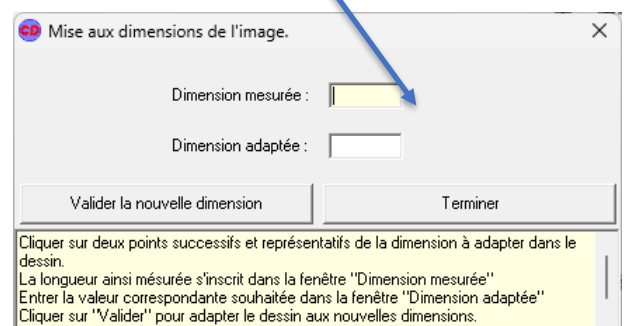 CD Mise aux dimensions de l'image.
Dimension mesurée :
Dimension adaptée :
Valider la nouvelle dimension Terminer
Cliquer sur deux points successifs et représentatifs de la dimension à adapter dans le
dessin.
La longueur ainsi mésurée s'inscrit dans la fenêtre "Dimension mesurée"
Entrer la valeur correspondante souhaitée dans la fenêtre "Dimension adaptée"
Cliquer sur "Valider" pour adapter le dessin aux nouvelles dimensions.